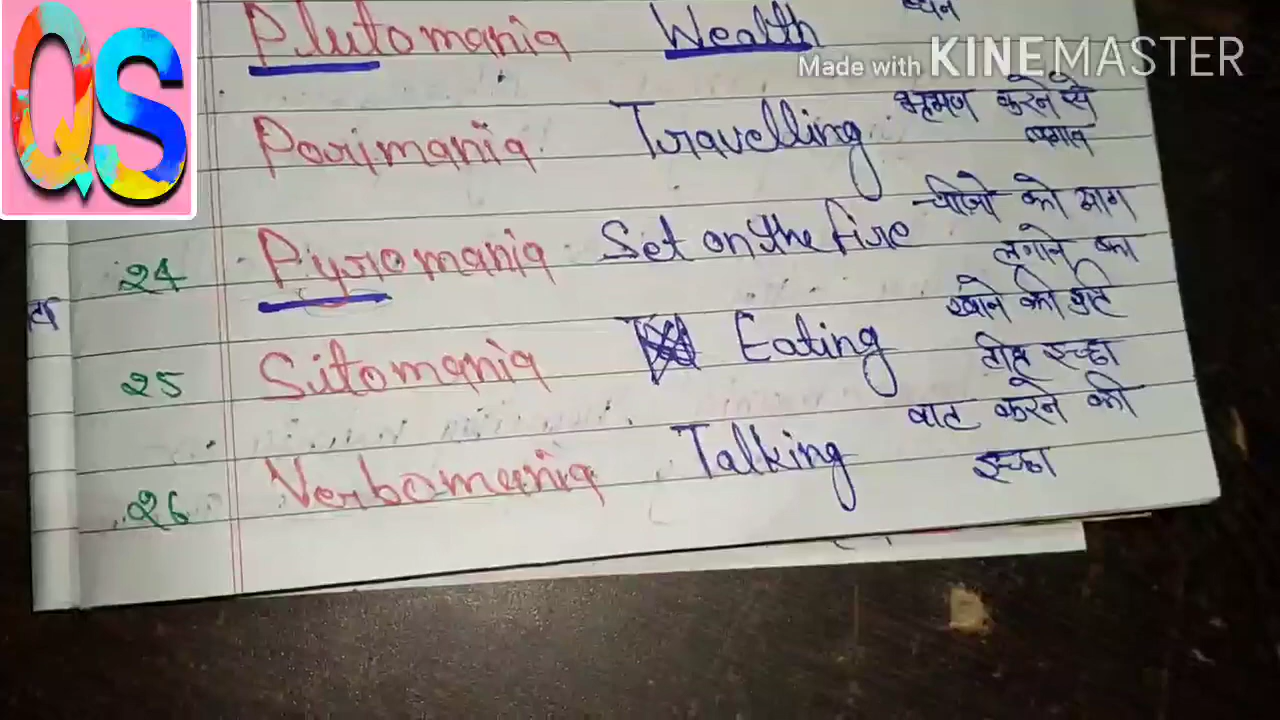 QS
Plutomania Wealth
Made with KINEMASTER
Porimania Travelling भ्रमण करने से
लगाव
24 Pyromania Set on the fire चीजो को आग
लगाने का
25 Sitomania Eating खाने की
तीव्र इच्छा
26 Verbomania Talking बात करने की
इच्छा